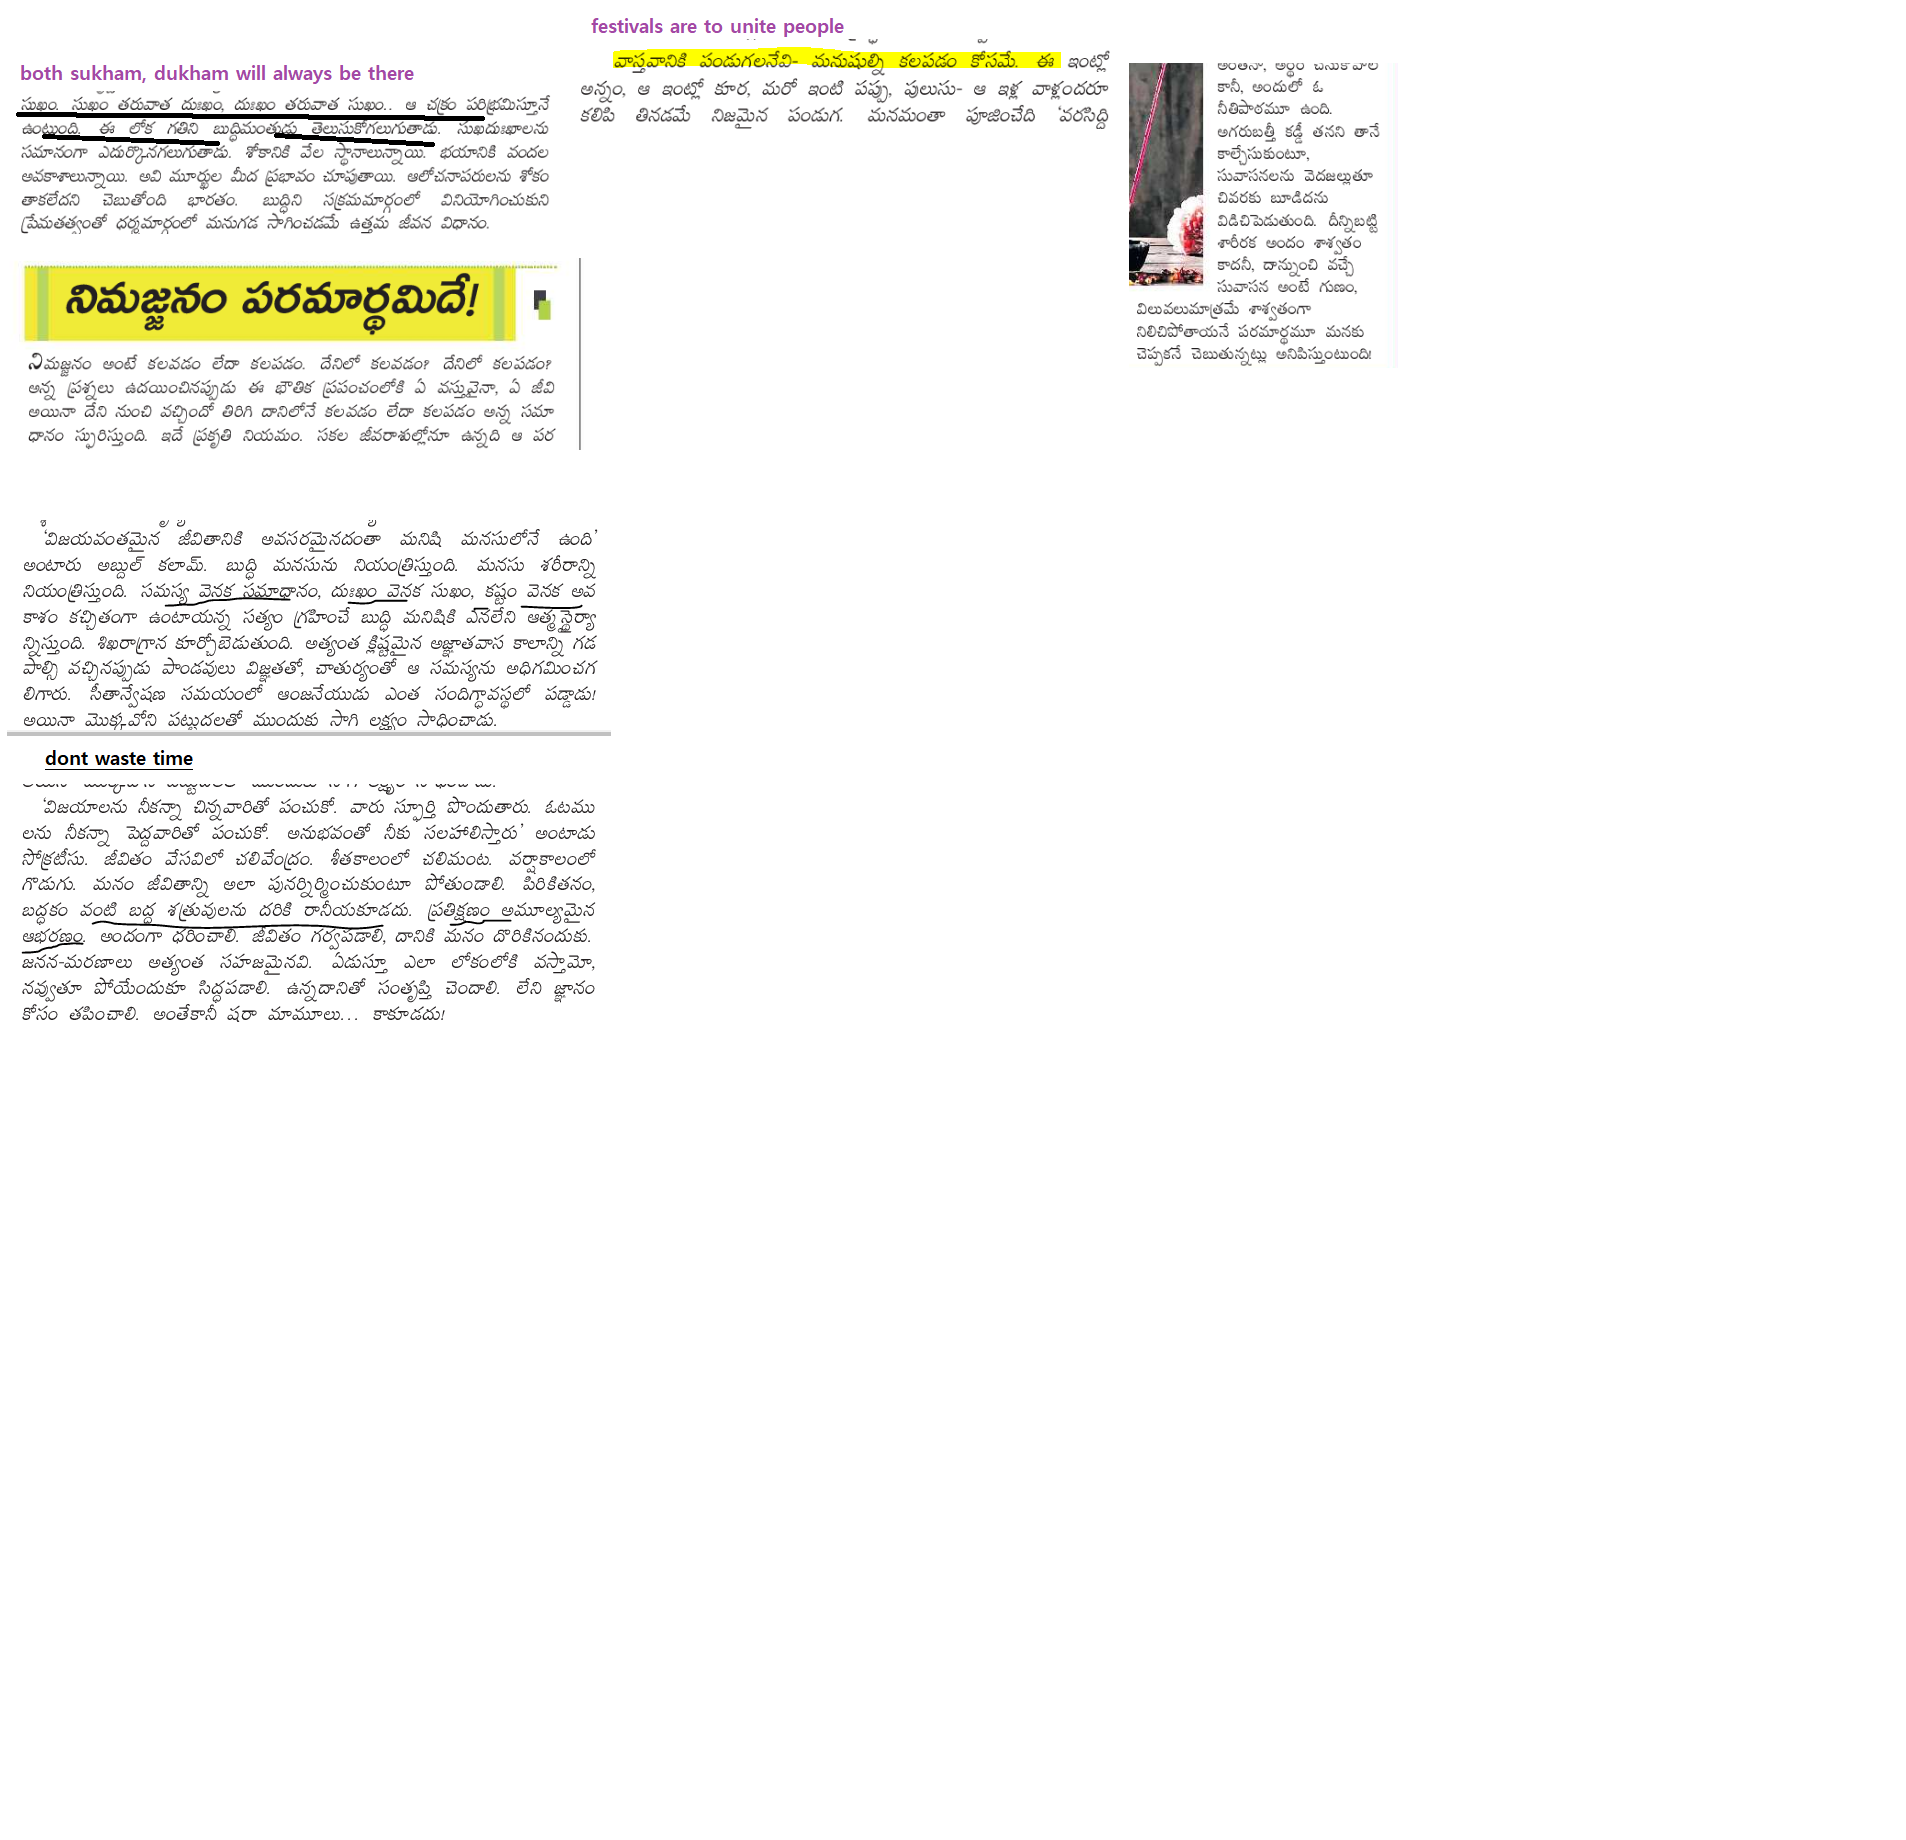 both sukham, dukham will always be there
సుఖం. సుఖం తరువాత దుఃఖం, దుఃఖం తరువాత సుఖం.. ఆ చక్రం పరిభ్రమిస్తూనే
ఉంటుంది. ఈ లోక గతిని బుద్ధిమంతుడు తెలుసుకోగలుగుతాడు. సుఖదుఃఖాలను
సమానంగా ఎదుర్కొనగలుగుతాడు. శోకానికి వేల స్థానాలున్నాయి. భయానికి వందల
అవకాశాలున్నాయి. అవి మూర్ఖుల మీద ప్రభావం చూపుతాయి. ఆలోచనాపరులను శోకం
తాకలేదని చెబుతోంది భారతం. బుద్ధిని సక్రమమార్గంలో వినియోగించుకుని
ప్రేమతత్వంతో ధర్మమార్గంలో మనుగడ సాగించడమే ఉత్తమ జీవన విధానం.
నిమజ్జనం పరమార్థమిదే!
నిమజ్జనం అంటే కలవడం లేదా కలపడం. దేనిలో కలవడం? దేనిలో కలపడం?
అన్న ప్రశ్నలు ఉదయించినప్పుడు ఈ భౌతిక ప్రపంచంలోకి ఏ వస్తువైనా, ఏ జీవి
అయినా దేని నుంచి వచ్చిందో తిరిగి దానిలోనే కలవడం లేదా కలపడం అన్న సమా
ధానం స్ఫురిస్తుంది. ఇదే ప్రకృతి నియమం. సకల జీవరాశుల్లోనూ ఉన్నది ఆ పర
'విజయవంతమైన జీవితానికి అవసరమైనదంతా మనిషి మనసులోనే ఉంది'
అంటారు అబ్దుల్ కలామ్. బుద్ధి మనసును నియంత్రిస్తుంది. మనసు శరీరాన్ని
నియంత్రిస్తుంది. సమస్య వెనక సమాధానం, దుఃఖం వెనక సుఖం, కష్టం వెనక అవ
కాశం కచ్చితంగా ఉంటాయన్న సత్యం గ్రహించే బుద్ధి మనిషికి ఎనలేని ఆత్మస్థైర్యా
న్నిస్తుంది. శిఖరాగ్రాన కూర్చోబెడుతుంది. అత్యంత క్లిష్టమైన అజ్ఞాతవాస కాలాన్ని గడ
పాల్సి వచ్చినప్పుడు పాండవులు విజ్ఞతతో, చాతుర్యంతో ఆ సమస్యను అధిగమించగ
లిగారు. సీతాన్వేషణ సమయంలో ఆంజనేయుడు ఎంత సందిగ్ధావస్థలో పడ్డాడు!
అయినా మొక్కవోని పట్టుదలతో ముందుకు సాగి లక్ష్యం సాధించాడు.
dont waste time
'విజయాలను నీకన్నా చిన్నవారితో పంచుకో. వారు స్ఫూర్తి పొందుతారు. ఓటము
లను నీకన్నా పెద్దవారితో పంచుకో. అనుభవంతో నీకు సలహాలిస్తారు' అంటాడు
సోక్రటీసు. జీవితం వేసవిలో చలివేంద్రం. శీతకాలంలో చలిమంట. వర్షాకాలంలో
గొడుగు. మనం జీవితాన్ని అలా పునర్నిర్మించుకుంటూ పోతుండాలి. పిరికితనం,
బద్ధకం వంటి బద్ధ శత్రువులను దరికి రానీయకూడదు. ప్రతిక్షణం అమూల్యమైన
ఆభరణం. అందంగా ధరించాలి. జీవితం గర్వపడాలి, దానికి మనం దొరికినందుకు.
జనన-మరణాలు అత్యంత సహజమైనవి. ఏడుస్తూ ఎలా లోకంలోకి వస్తామో,
నవ్వుతూ పోయేందుకూ సిద్ధపడాలి. ఉన్నదానితో సంతృప్తి చెందాలి. లేని జ్ఞానం
కోసం తపించాలి. అంతేకానీ షరా మామూలు... కాకూడదు!
festivals are to unite people
వాస్తవానికి పండుగలనేవి- మనుషుల్ని కలపడం కోసమే. ఈ ఇంట్లో
అన్నం, ఆ ఇంట్లో కూర, మరో ఇంటి పప్పు, పులుసు- ఆ ఇళ్ల వాళ్లందరూ
కలిపి తినడమే నిజమైన పండుగ. మనమంతా పూజించేది 'వరసిద్ది
అంతేనా, అర్థం చేసుకోవాలే
కానీ, అందులో ఓ
నీతిపాఠమూ ఉంది.
అగరుబత్తీ కడ్డీ తనని తానే
కాల్చేసుకుంటూ,
సువాసనలను వెదజల్లుతూ
చివరకు బూడిదను
విడిచిపెడుతుంది. దీన్నిబట్టి
శారీరక అందం శాశ్వతం
కాదనీ, దాన్నుంచి వచ్చే
సువాసన అంటే గుణం,
విలువలుమాత్రమే శాశ్వతంగా
నిలిచిపోతాయనే పరమార్థమూ మనకు
చెప్పకనే చెబుతున్నట్లు అనిపిస్తుంటుంది!